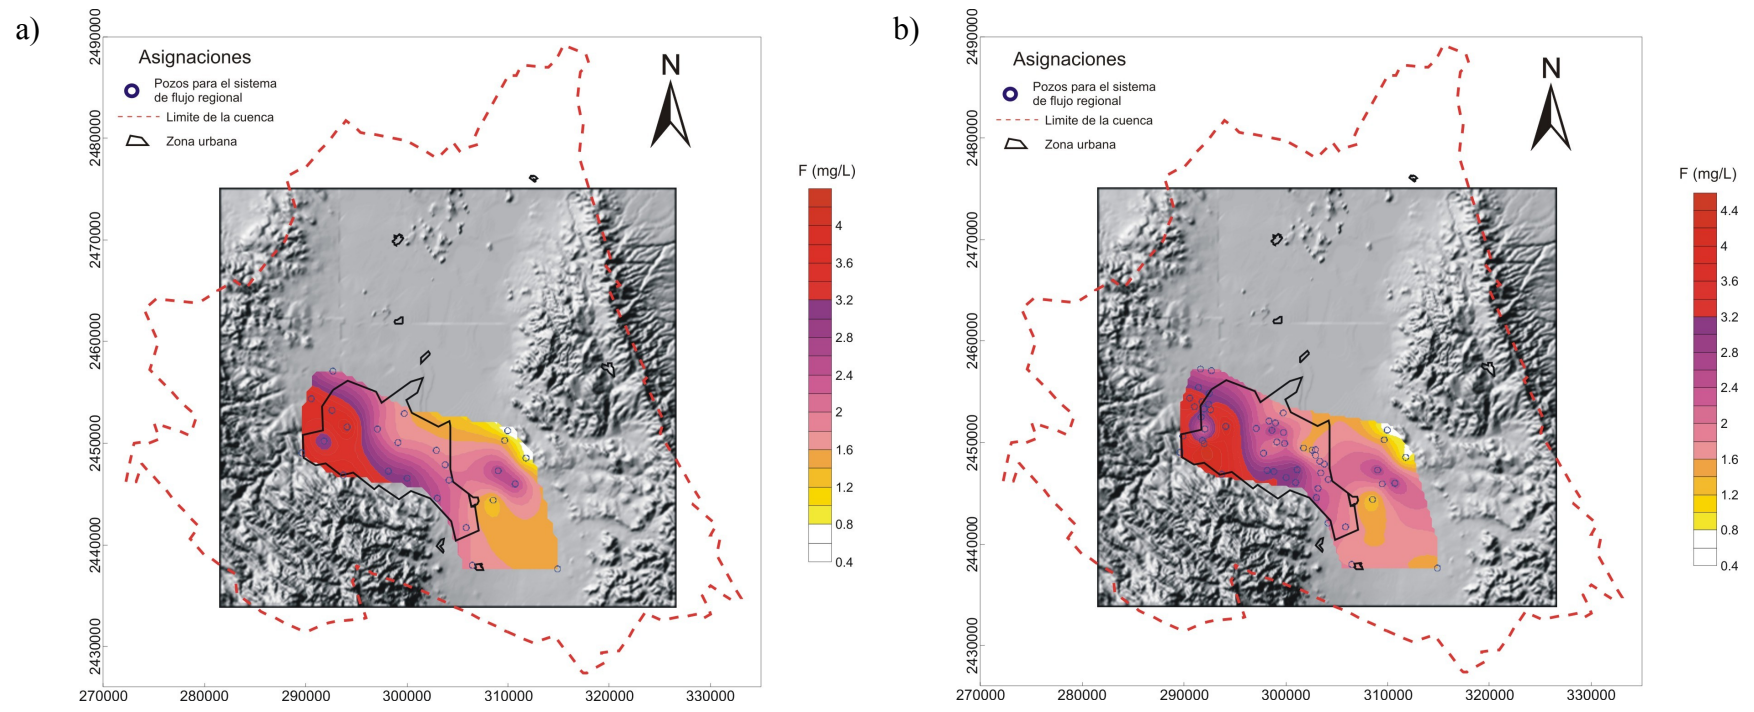 a)
Asignaciones
Pozos para el sistema
de flujo regional
Limite de la cuenca
Zona urbana
N
F (mg/L)
4
3.6
3.2
2.8
2.4
2
1.6
1.2
0.8
0.4
2490000
2480000
2470000
2460000
2450000
2440000
2430000
270000 280000 290000 300000 310000 320000 330000
b)
Asignaciones
Pozos para el sistema
de flujo regional
Limite de la cuenca
Zona urbana
N
F (mg/L)
4.4
4
3.6
3.2
2.8
2.4
2
1.6
1.2
0.8
0.4
2490000
2480000
2470000
2460000
2450000
2440000
2430000
270000 280000 290000 300000 310000 320000 330000